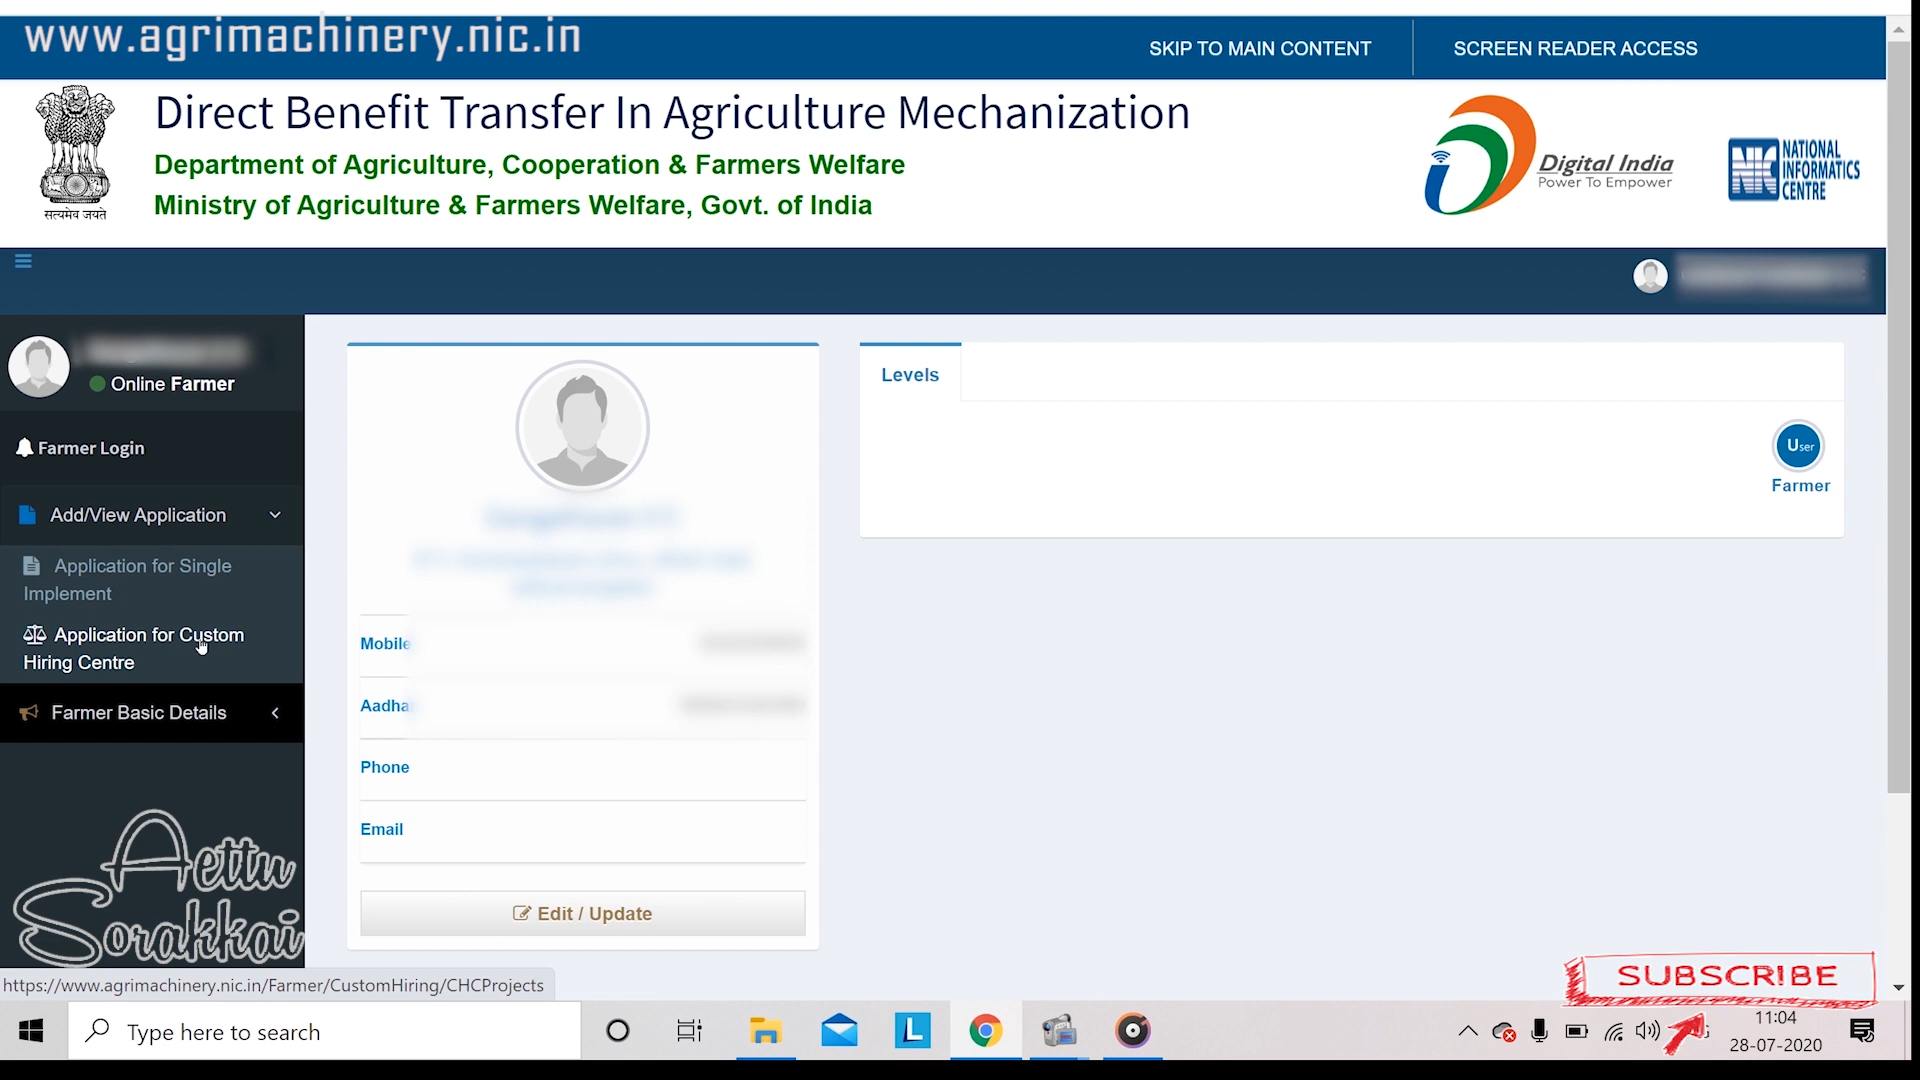 www.agrimachinery.nic.in
SKIP TO MAIN CONTENT
SCREEN READER ACCESS
Direct Benefit Transfer In Agriculture Mechanization
Department of Agriculture, Cooperation & Farmers Welfare
Ministry of Agriculture & Farmers Welfare, Govt. of India
सत्यमेव जयते
Digital India
Power To Empower
NIC
NATIONAL
INFORMATICS
CENTRE
Online Farmer
Farmer Login
Add/View Application
Application for Single
Implement
Application for Custom
Hiring Centre
Farmer Basic Details
Levels
User
Farmer
Mobile
Aadha
Phone
Email
Edit / Update
Aettu
Sorakkai
https://www.agrimachinery.nic.in/Farmer/CustomHiring/CHCProjects
SUBSCRIBE
Type here to search
L
11:04
28-07-2020